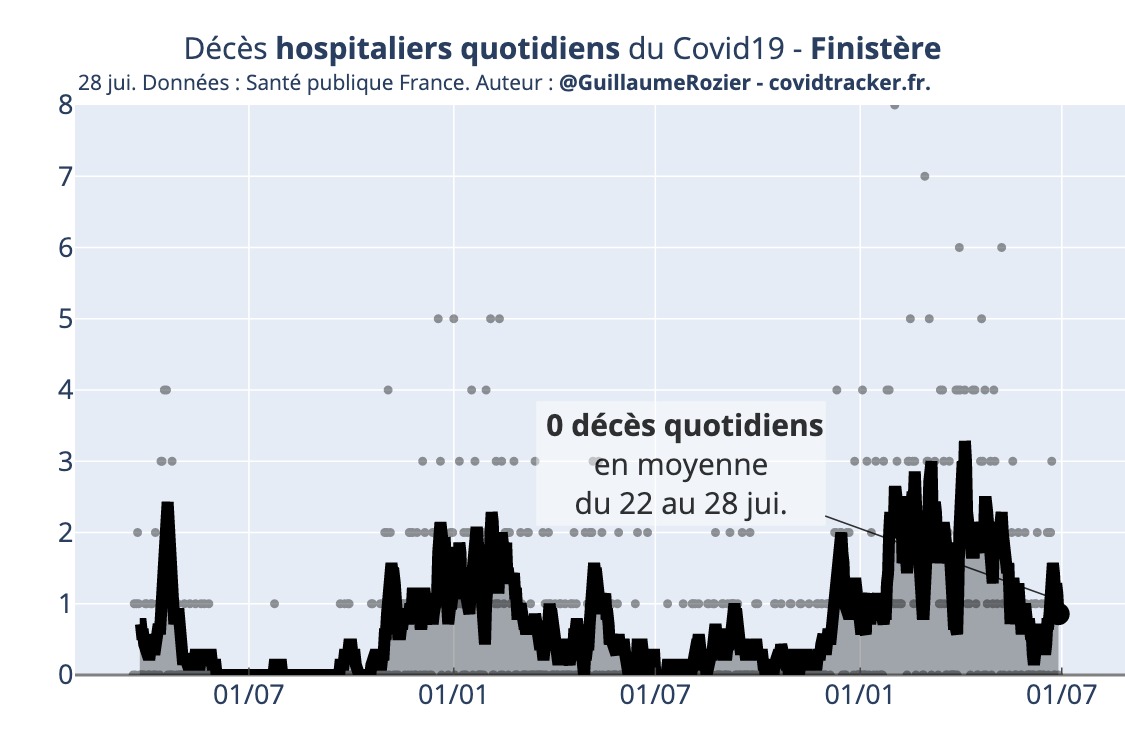 Décès hospitaliers quotidiens du Covid19 - Finistère
28 jui. Données : Santé publique France. Auteur : @GuillaumeRozier - covidtracker.fr.
8
7
6
5
4
0 décès quotidiens
en moyenne
du 22 au 28 jui.
3
2
1
0
01/07
01/01
01/07
01/01
01/07